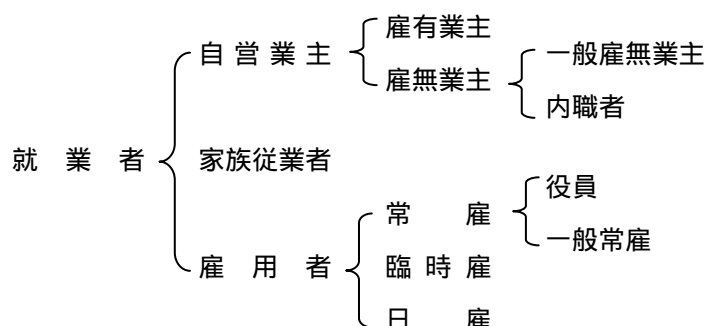 自営業主
雇有業主
雇無業主
一般雇無業主
内職者
就業者
家族従業者
雇用者
常雇
役員
一般常雇
臨時雇
日雇